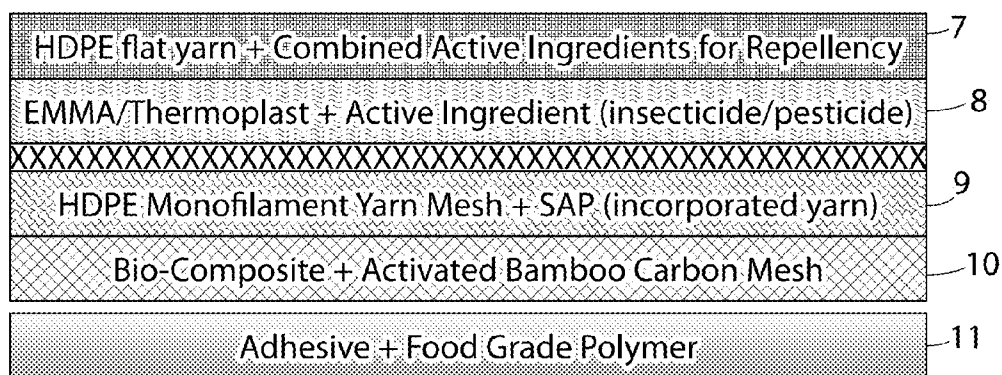 HDPE flat yarn + Combined Active Ingredients for Repellency 7
EMMA/Thermoplast + Active Ingredient (insecticide/pesticide) 8
XXXXXXXXXXXXXXXXXXXXXXXXXXXXXXXXXXXXXXXXXXXXXXXXXXXXXXXX
HDPE Monofilament Yarn Mesh + SAP (incorporated yarn) 9
Bio-Composite + Activated Bamboo Carbon Mesh 10
Adhesive + Food Grade Polymer 11